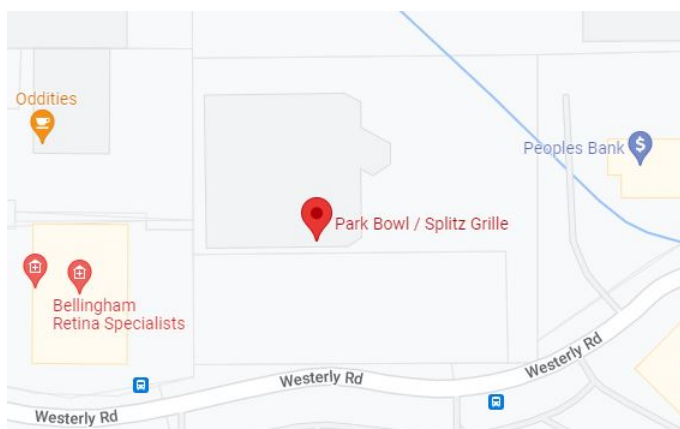 Oddities
Peoples Bank
Park Bowl / Splitz Grille
Bellingham
Retina Specialists
Westerly Rd
Westerly Rd
Westerly Rd